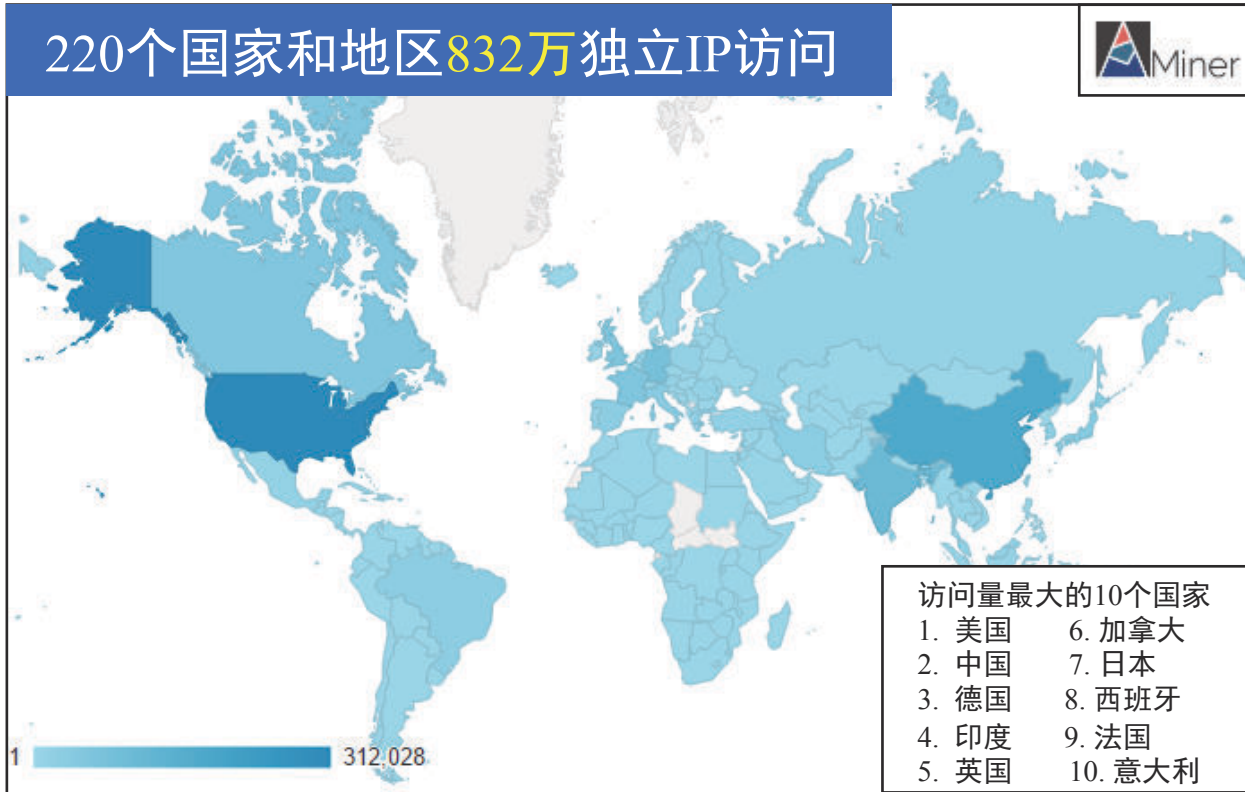 220个国家和地区832万独立IP访问
AMiner
1 312,028
访问量最大的10个国家
1. 美国 6. 加拿大
2. 中国 7. 日本
3. 德国 8. 西班牙
4. 印度 9. 法国
5. 英国 10. 意大利